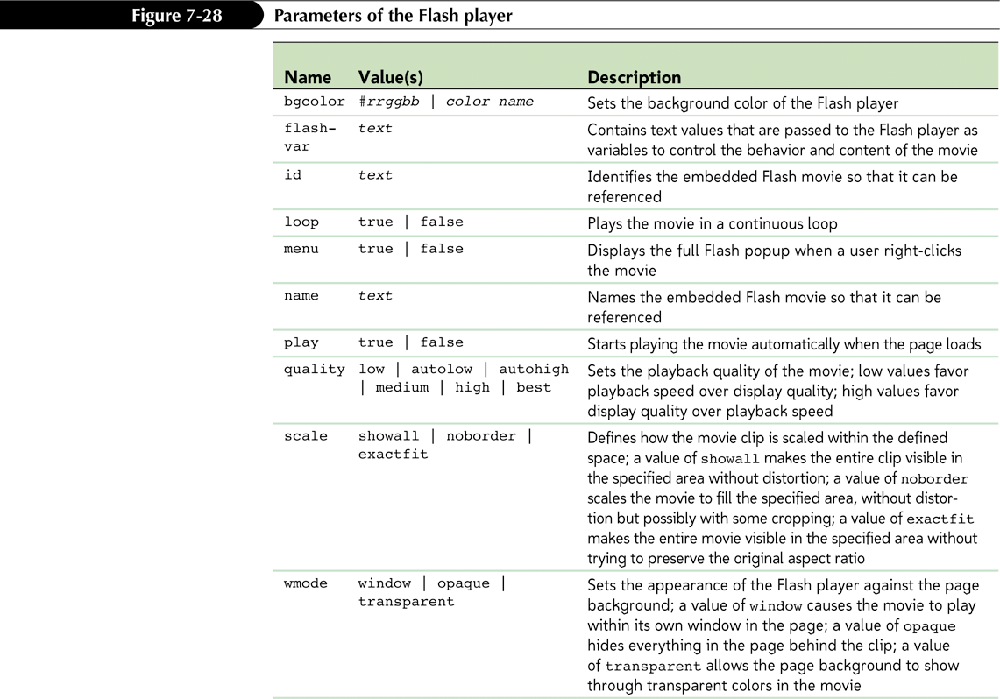 Figure 7-28 Parameters of the Flash player
Name Value(s) Description
bgcolor #rrggbb | color name Sets the background color of the Flash player
flash- text Contains text values that are passed to the Flash player as
var variables to control the behavior and content of the movie
id text Identifies the embedded Flash movie so that it can be
referenced
loop true | false Plays the movie in a continuous loop
menu true | false Displays the full Flash popup when a user right-clicks
the movie
name text Names the embedded Flash movie so that it can be
referenced
play true | false Starts playing the movie automatically when the page loads
quality low | autolow | autohigh Sets the playback quality of the movie; low values favor
| medium | high | best playback speed over display quality; high values favor
display quality over playback speed
scale showall | noborder | Defines how the movie clip is scaled within the defined
exactfit space; a value of showall makes the entire clip visible in
the specified area without distortion; a value of noborder
scales the movie to fill the specified area, without distor-
tion but possibly with some cropping; a value of exactfit
makes the entire movie visible in the specified area without
trying to preserve the original aspect ratio
wmode window | opaque | Sets the appearance of the Flash player against the page
transparent background; a value of window causes the movie to play
within its own window in the page; a value of opaque
hides everything in the page behind the clip; a value
of transparent allows the page background to show
through transparent colors in the movie